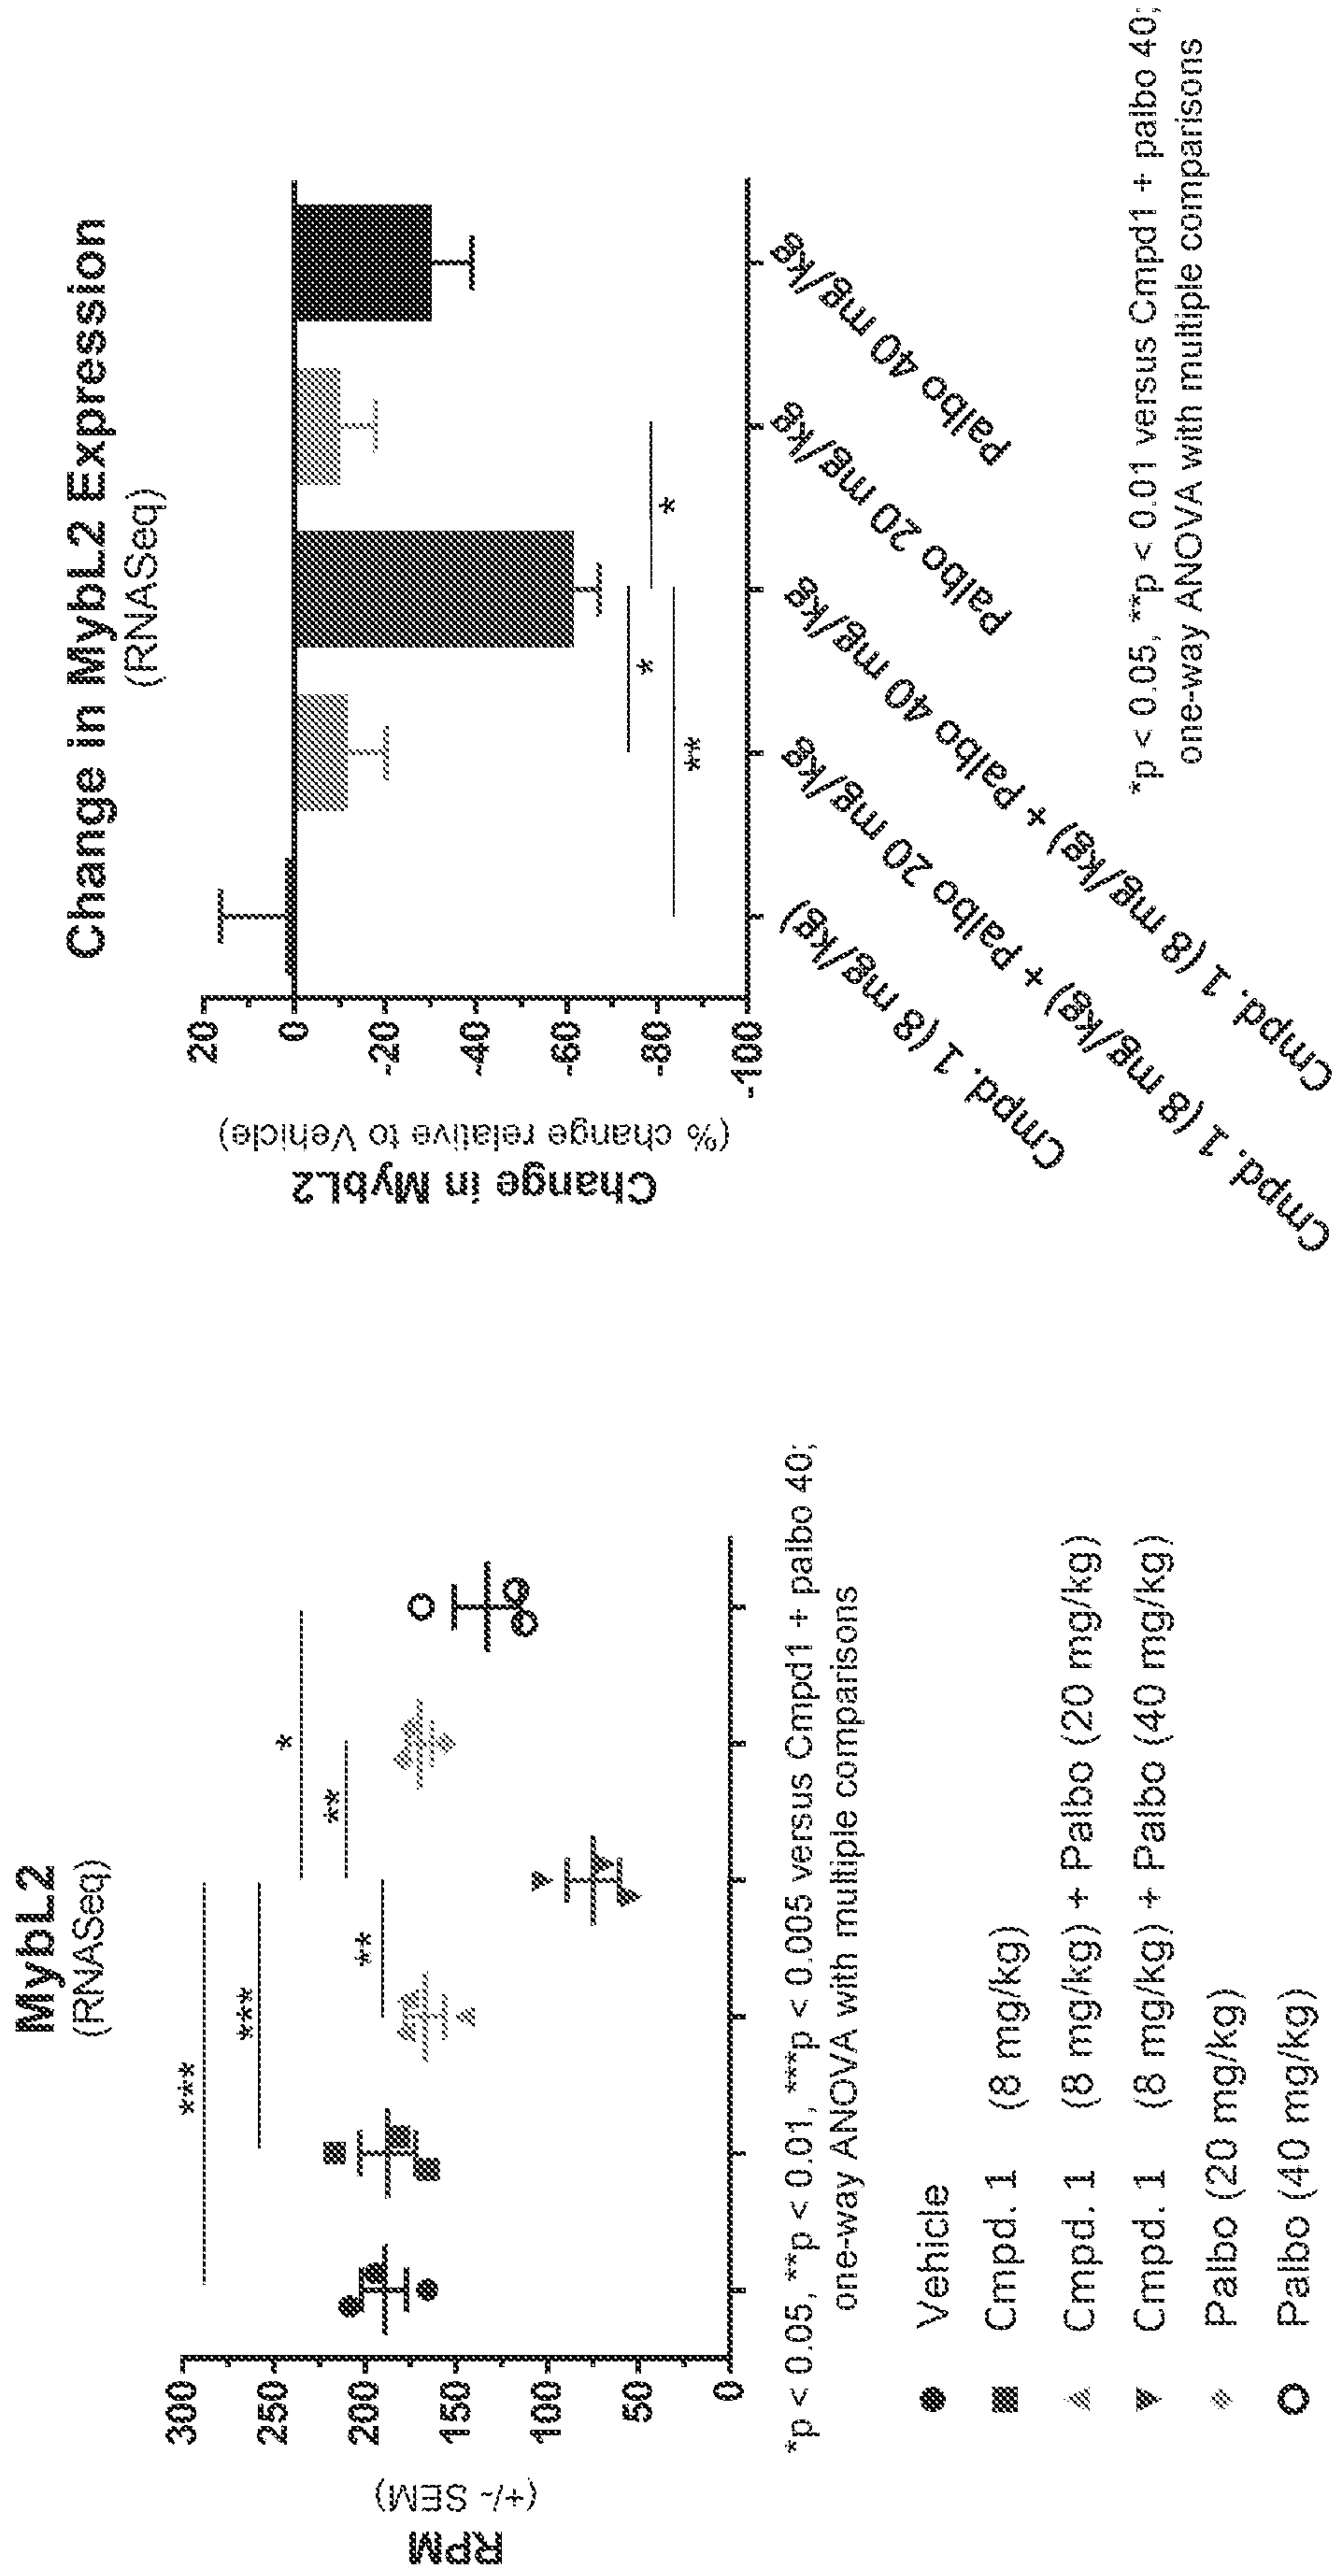 MybL2
(RNASeq)
RPM
(+/- SEM)
300
250
200
150
100
50
0
***
***
**
**
*
*p < 0.05, **p < 0.01, ***p < 0.005 versus Cmpd1 + palbo 40;
one-way ANOVA with multiple comparisons
Vehicle
Cmpd. 1 (8 mg/kg)
Cmpd. 1 (8 mg/kg) + Palbo (20 mg/kg)
Cmpd. 1 (8 mg/kg) + Palbo (40 mg/kg)
Palbo (20 mg/kg)
Palbo (40 mg/kg)
Change in MybL2 Expression
(RNASeq)
Change in MybL2
(% change relative to Vehicle)
20
0
-20
-40
-60
-80
-100
*
*
**
Cmpd. 1 (8 mg/kg)
Cmpd. 1 (8 mg/kg) + Palbo 20 mg/kg
Cmpd. 1 (8 mg/kg) + Palbo 40 mg/kg
Palbo 20 mg/kg
Palbo 40 mg/kg
*p < 0.05, **p < 0.01 versus Cmpd1 + palbo 40;
one-way ANOVA with multiple comparisons